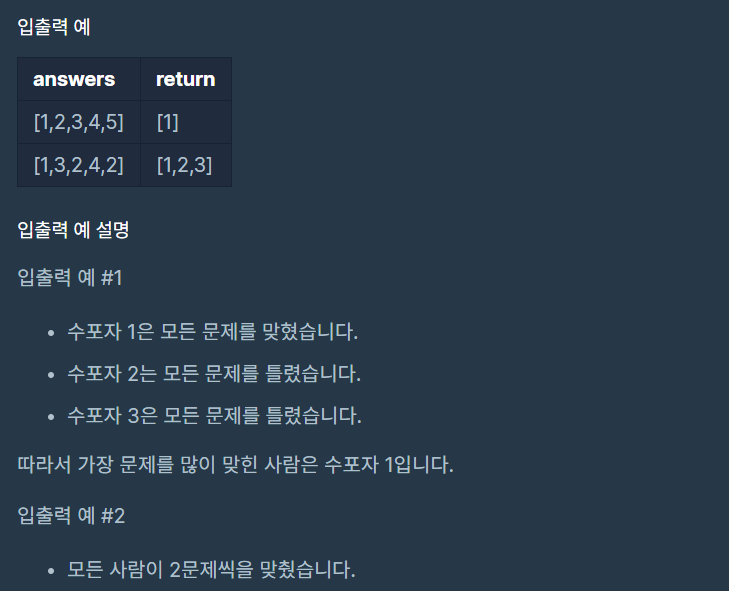 입출력 예
answers return
[1,2,3,4,5] [1]
[1,3,2,4,2] [1,2,3]
입출력 예 설명
입출력 예 #1
• 수포자 1은 모든 문제를 맞혔습니다.
• 수포자 2는 모든 문제를 틀렸습니다.
• 수포자 3은 모든 문제를 틀렸습니다.
따라서 가장 문제를 많이 맞힌 사람은 수포자 1입니다.
입출력 예 #2
• 모든 사람이 2문제씩을 맞췄습니다.